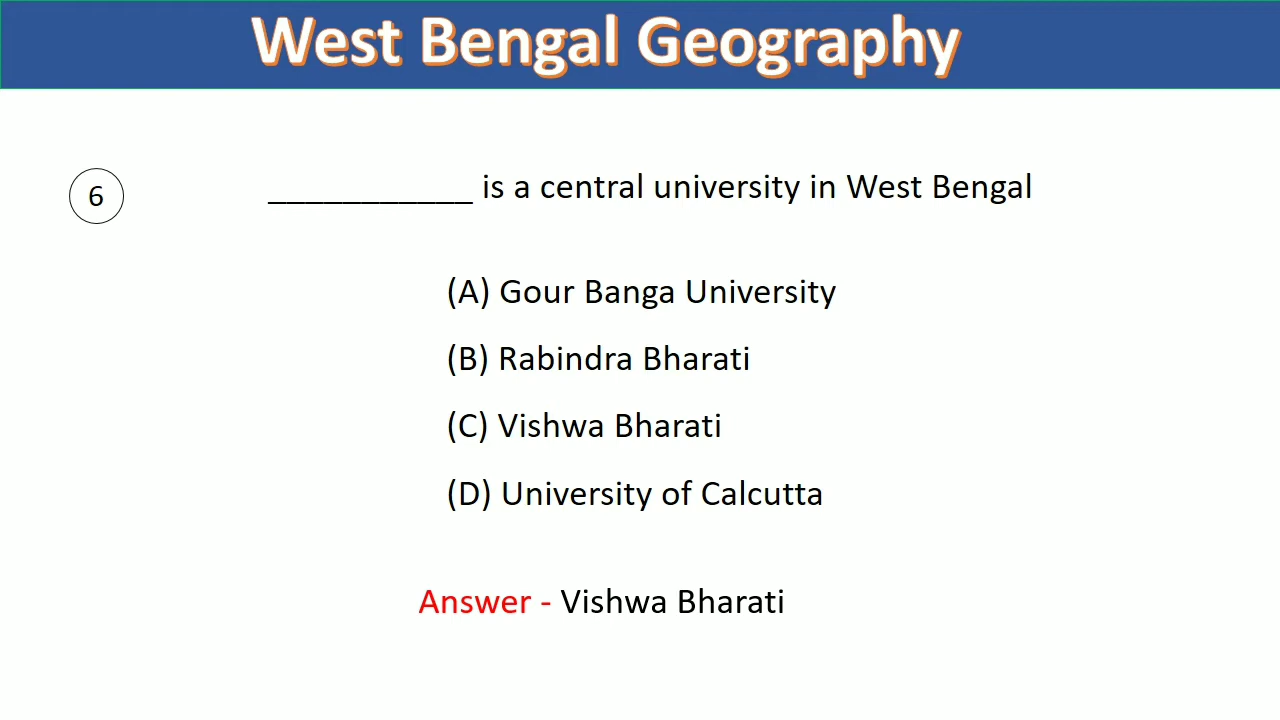 West Bengal Geography
6
___________ is a central university in West Bengal
(A) Gour Banga University
(B) Rabindra Bharati
(C) Vishwa Bharati
(D) University of Calcutta
Answer - Vishwa Bharati